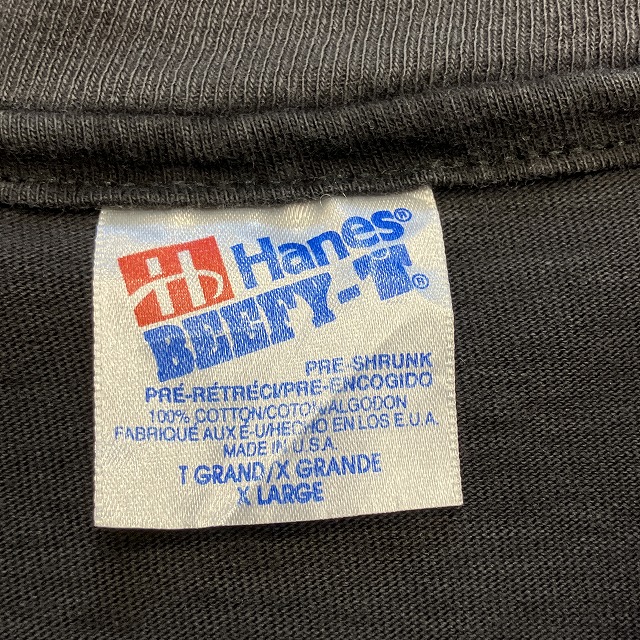 Hanes®
BEEFY-T®
PRE-SHRUNK
PRÉ-RÉTRÉCI/PRE-ENCOGIDO
100% COTTON/COTON/ALGODON
FABRIQUÉ AUX É-U/HECHO EN LOS E.U.A.
MADE IN U.S.A.
T GRAND/X GRANDE
X LARGE